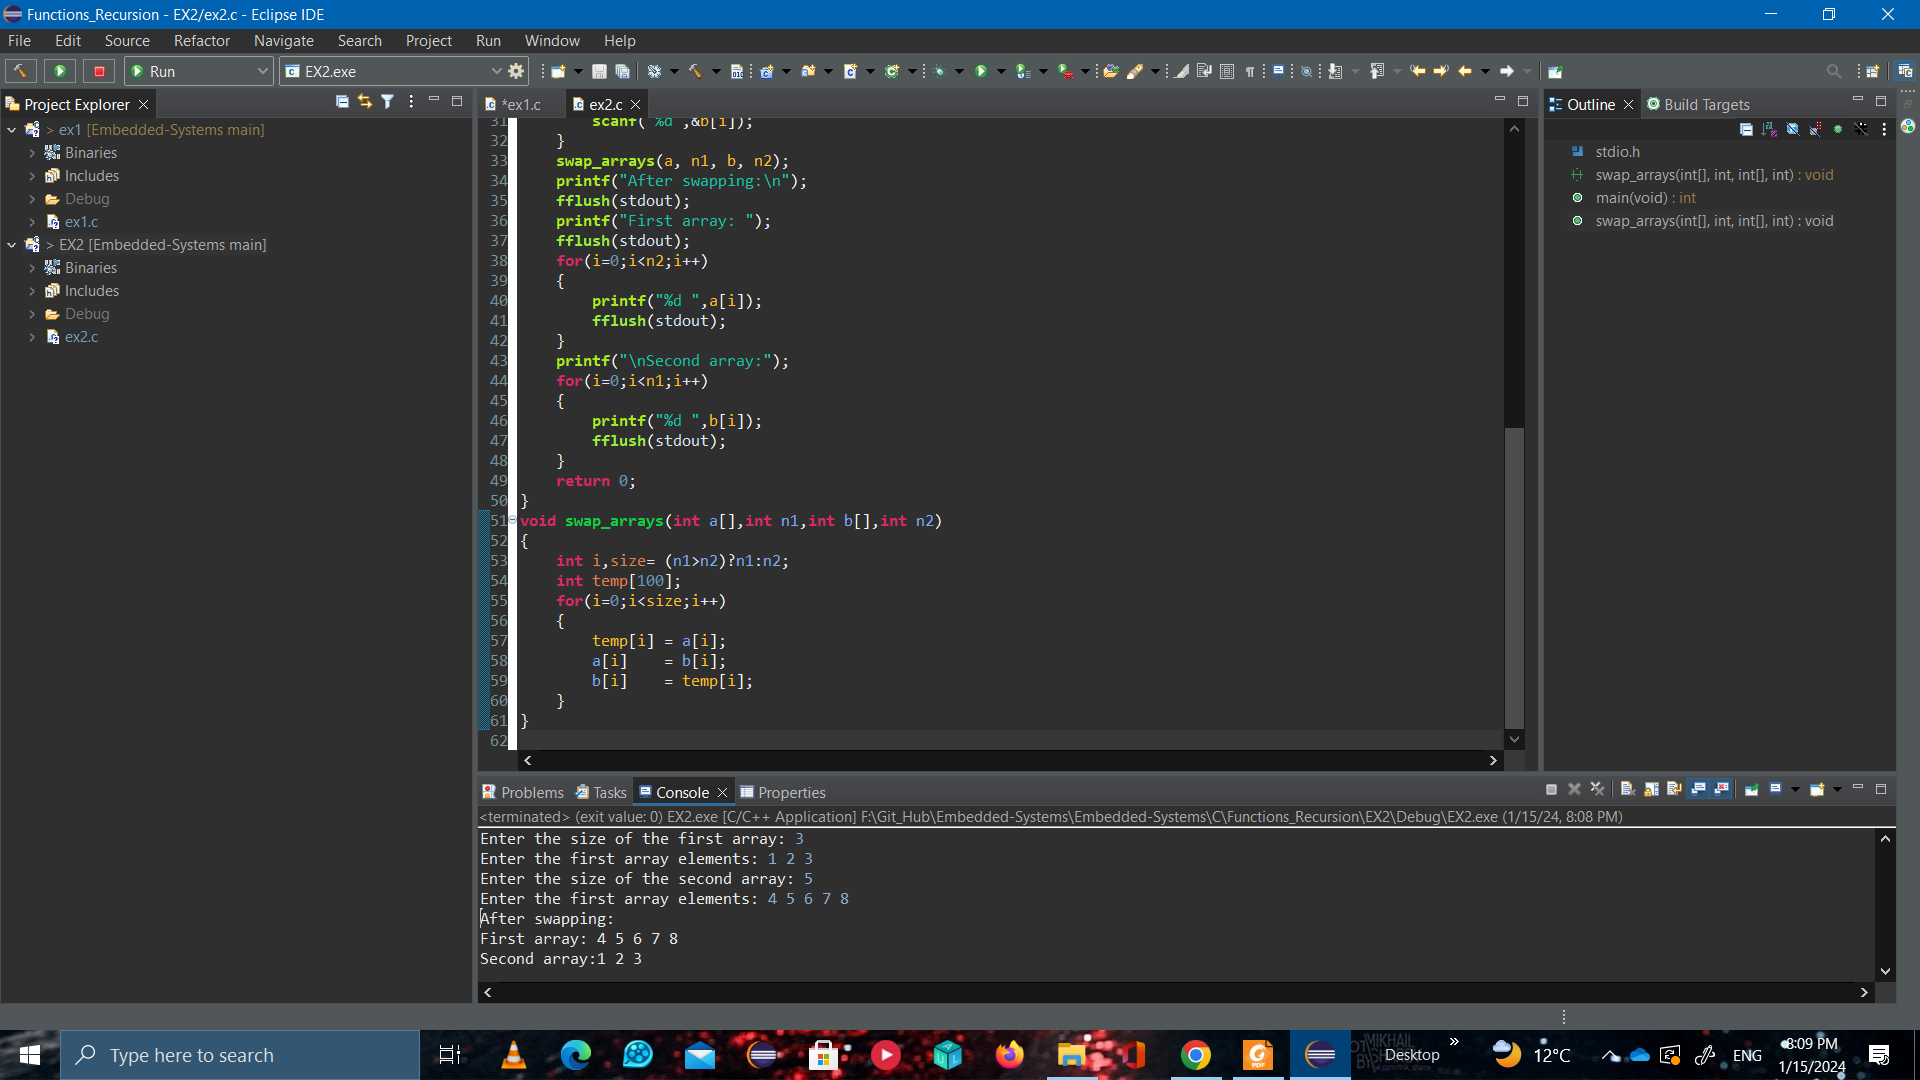 Functions_Recursion - EX2/ex2.c - Eclipse IDE
File Edit Source Refactor Navigate Search Project Run Window Help
Run
EX2.exe
Project Explorer
> ex1 [Embedded-Systems main]
Binaries
Includes
Debug
ex1.c
> EX2 [Embedded-Systems main]
Binaries
Includes
Debug
ex2.c
*ex1.c
ex2.c
31 scanf("%d",&b[i]);
32 }
33 swap_arrays(a, n1, b, n2);
34 printf("After swapping:\n");
35 fflush(stdout);
36 printf("First array: ");
37 fflush(stdout);
38 for(i=0;i<n2;i++)
39 {
40 printf("%d ",a[i]);
41 fflush(stdout);
42 }
43 printf("\nSecond array:");
44 for(i=0;i<n1;i++)
45 {
46 printf("%d ",b[i]);
47 fflush(stdout);
48 }
49 return 0;
50 }
51 void swap_arrays(int a[],int n1,int b[],int n2)
52 {
53 int i,size= (n1>n2)?n1:n2;
54 int temp[100];
55 for(i=0;i<size;i++)
56 {
57 temp[i] = a[i];
58 a[i]    = b[i];
59 b[i]    = temp[i];
60 }
61 }
62
Outline
Build Targets
stdio.h
swap_arrays(int[], int, int[], int) : void
main(void) : int
swap_arrays(int[], int, int[], int) : void
Problems Tasks Console Properties
<terminated> (exit value: 0) EX2.exe [C/C++ Application] F:\Git_Hub\Embedded-Systems\Embedded-Systems\C\Functions_Recursion\EX2\Debug\EX2.exe (1/15/24, 8:08 PM)
Enter the size of the first array: 3
Enter the first array elements: 1 2 3
Enter the size of the second array: 5
Enter the first array elements: 4 5 6 7 8
After swapping:
First array: 4 5 6 7 8
Second array:1 2 3
Type here to search
Desktop
12°C
ENG
8:09 PM
1/15/2024